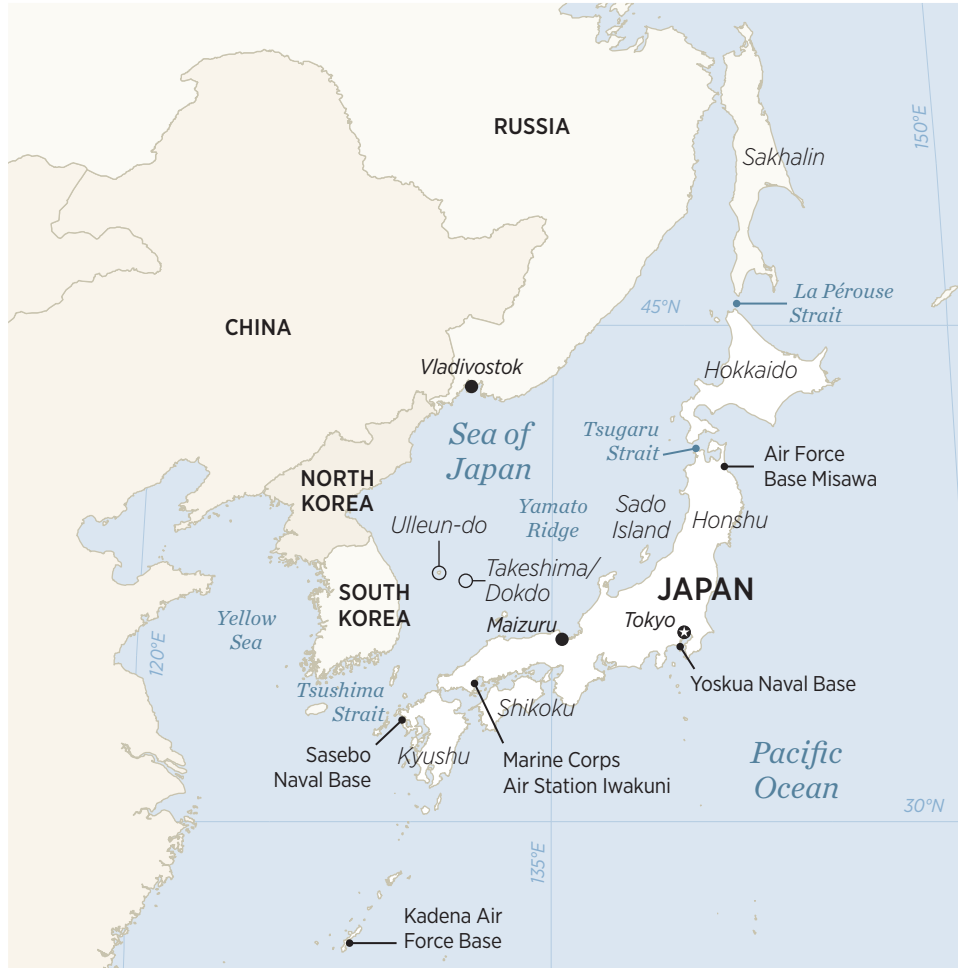 RUSSIA
150°E
Sakhalin
La Pérouse
Strait
45°N
CHINA
Vladivostok
Hokkaido
Sea of
Japan
Tsugaru
Strait
Air Force
Base Misawa
NORTH
KOREA
Yamato
Ridge
Sado
Island
Honshu
Ulleun-do
Takeshima/
Dokdo
SOUTH
KOREA
JAPAN
Yellow
Sea
Maizuru
Tokyo
120°E
Yoskua Naval Base
Tsushima
Strait
Shikoku
Sasebo
Naval Base
Kyushu
Marine Corps
Air Station Iwakuni
Pacific
Ocean
30°N
135°E
Kadena Air
Force Base